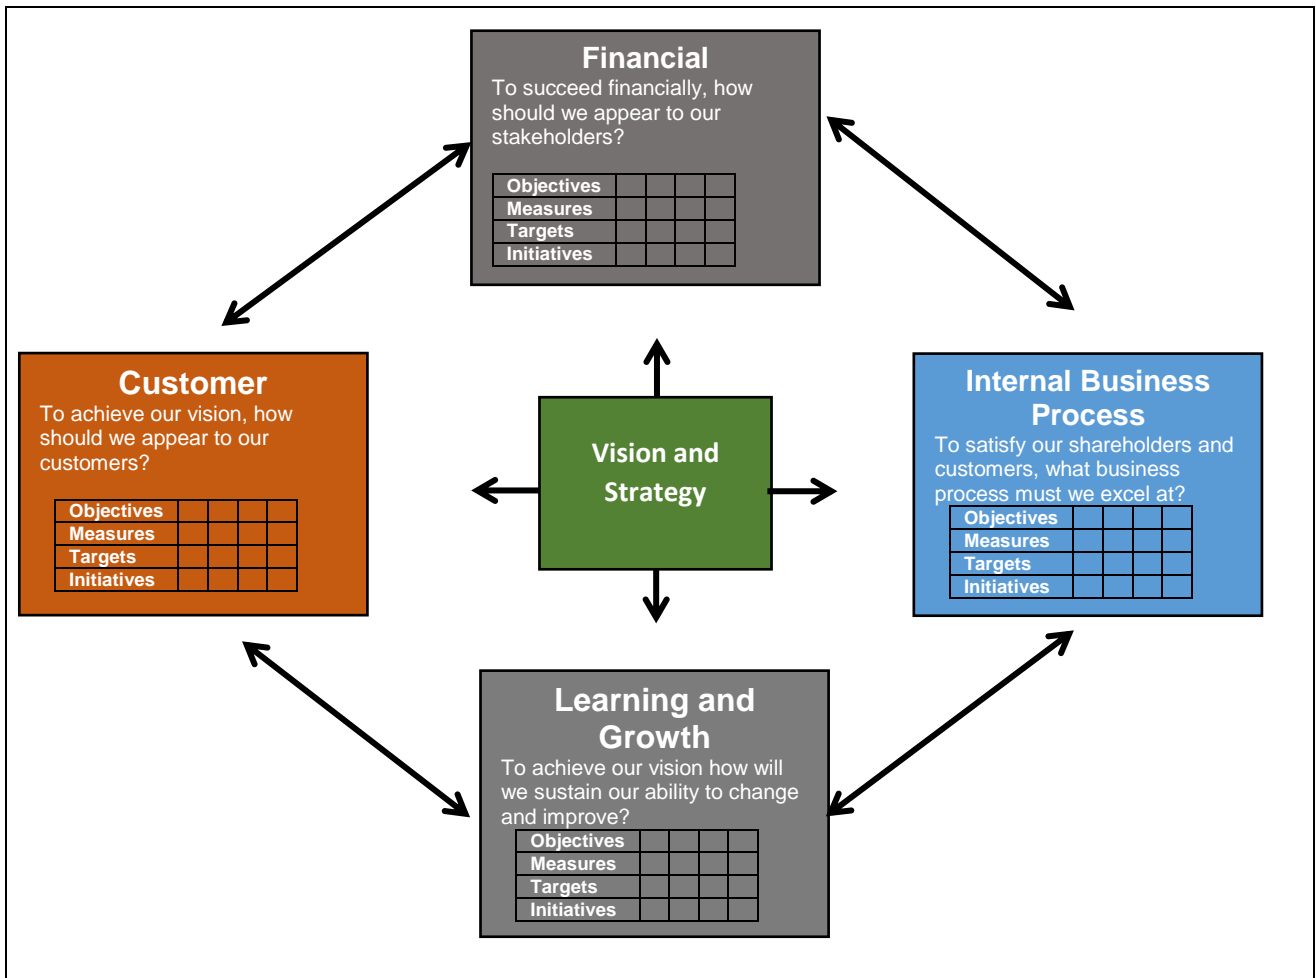 Financial
To succeed financially, how
should we appear to our
stakeholders?
Objectives
Measures
Targets
Initiatives
Customer
To achieve our vision, how
should we appear to our
customers?
Objectives
Measures
Targets
Initiatives
Vision and
Strategy
Internal Business
Process
To satisfy our shareholders and
customers, what business
process must we excel at?
Objectives
Measures
Targets
Initiatives
Learning and
Growth
To achieve our vision how will
we sustain our ability to change
and improve?
Objectives
Measures
Targets
Initiatives